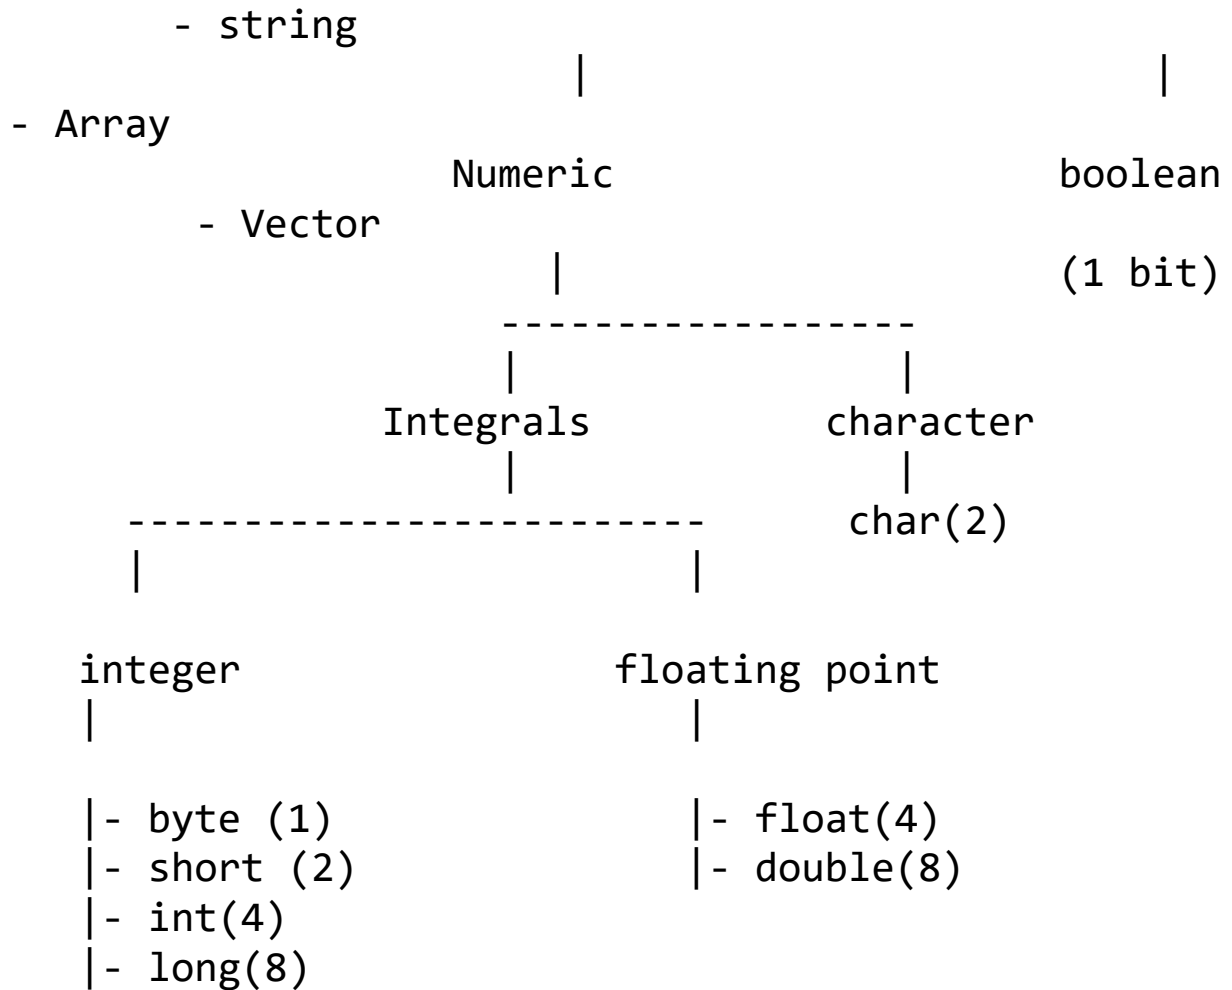 - string
| |
- Array
Numeric boolean
- Vector
| (1 bit)
------------------
| |
Integrals character
| |
------------------------- char(2)
| |
integer floating point
| |
|- byte (1) |- float(4)
|- short (2) |- double(8)
|- int(4)
|- long(8)